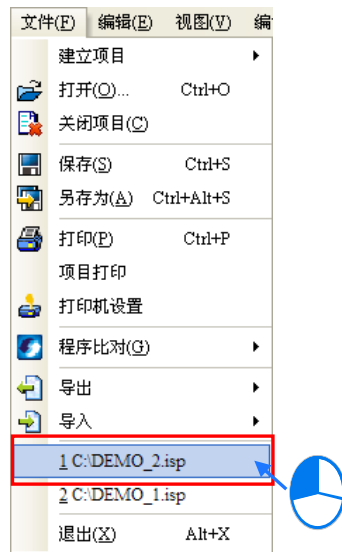 文件(F) 编辑(E) 视图(V) 编
建立项目
打开(O)... Ctrl+O
关闭项目(C)
保存(S) Ctrl+S
另存为(A) Ctrl+Alt+S
打印(P) Ctrl+P
项目打印
打印机设置
程序比对(G)
导出
导入
1 C:\DEMO_2.isp
2 C:\DEMO_1.isp
退出(X) Alt+X